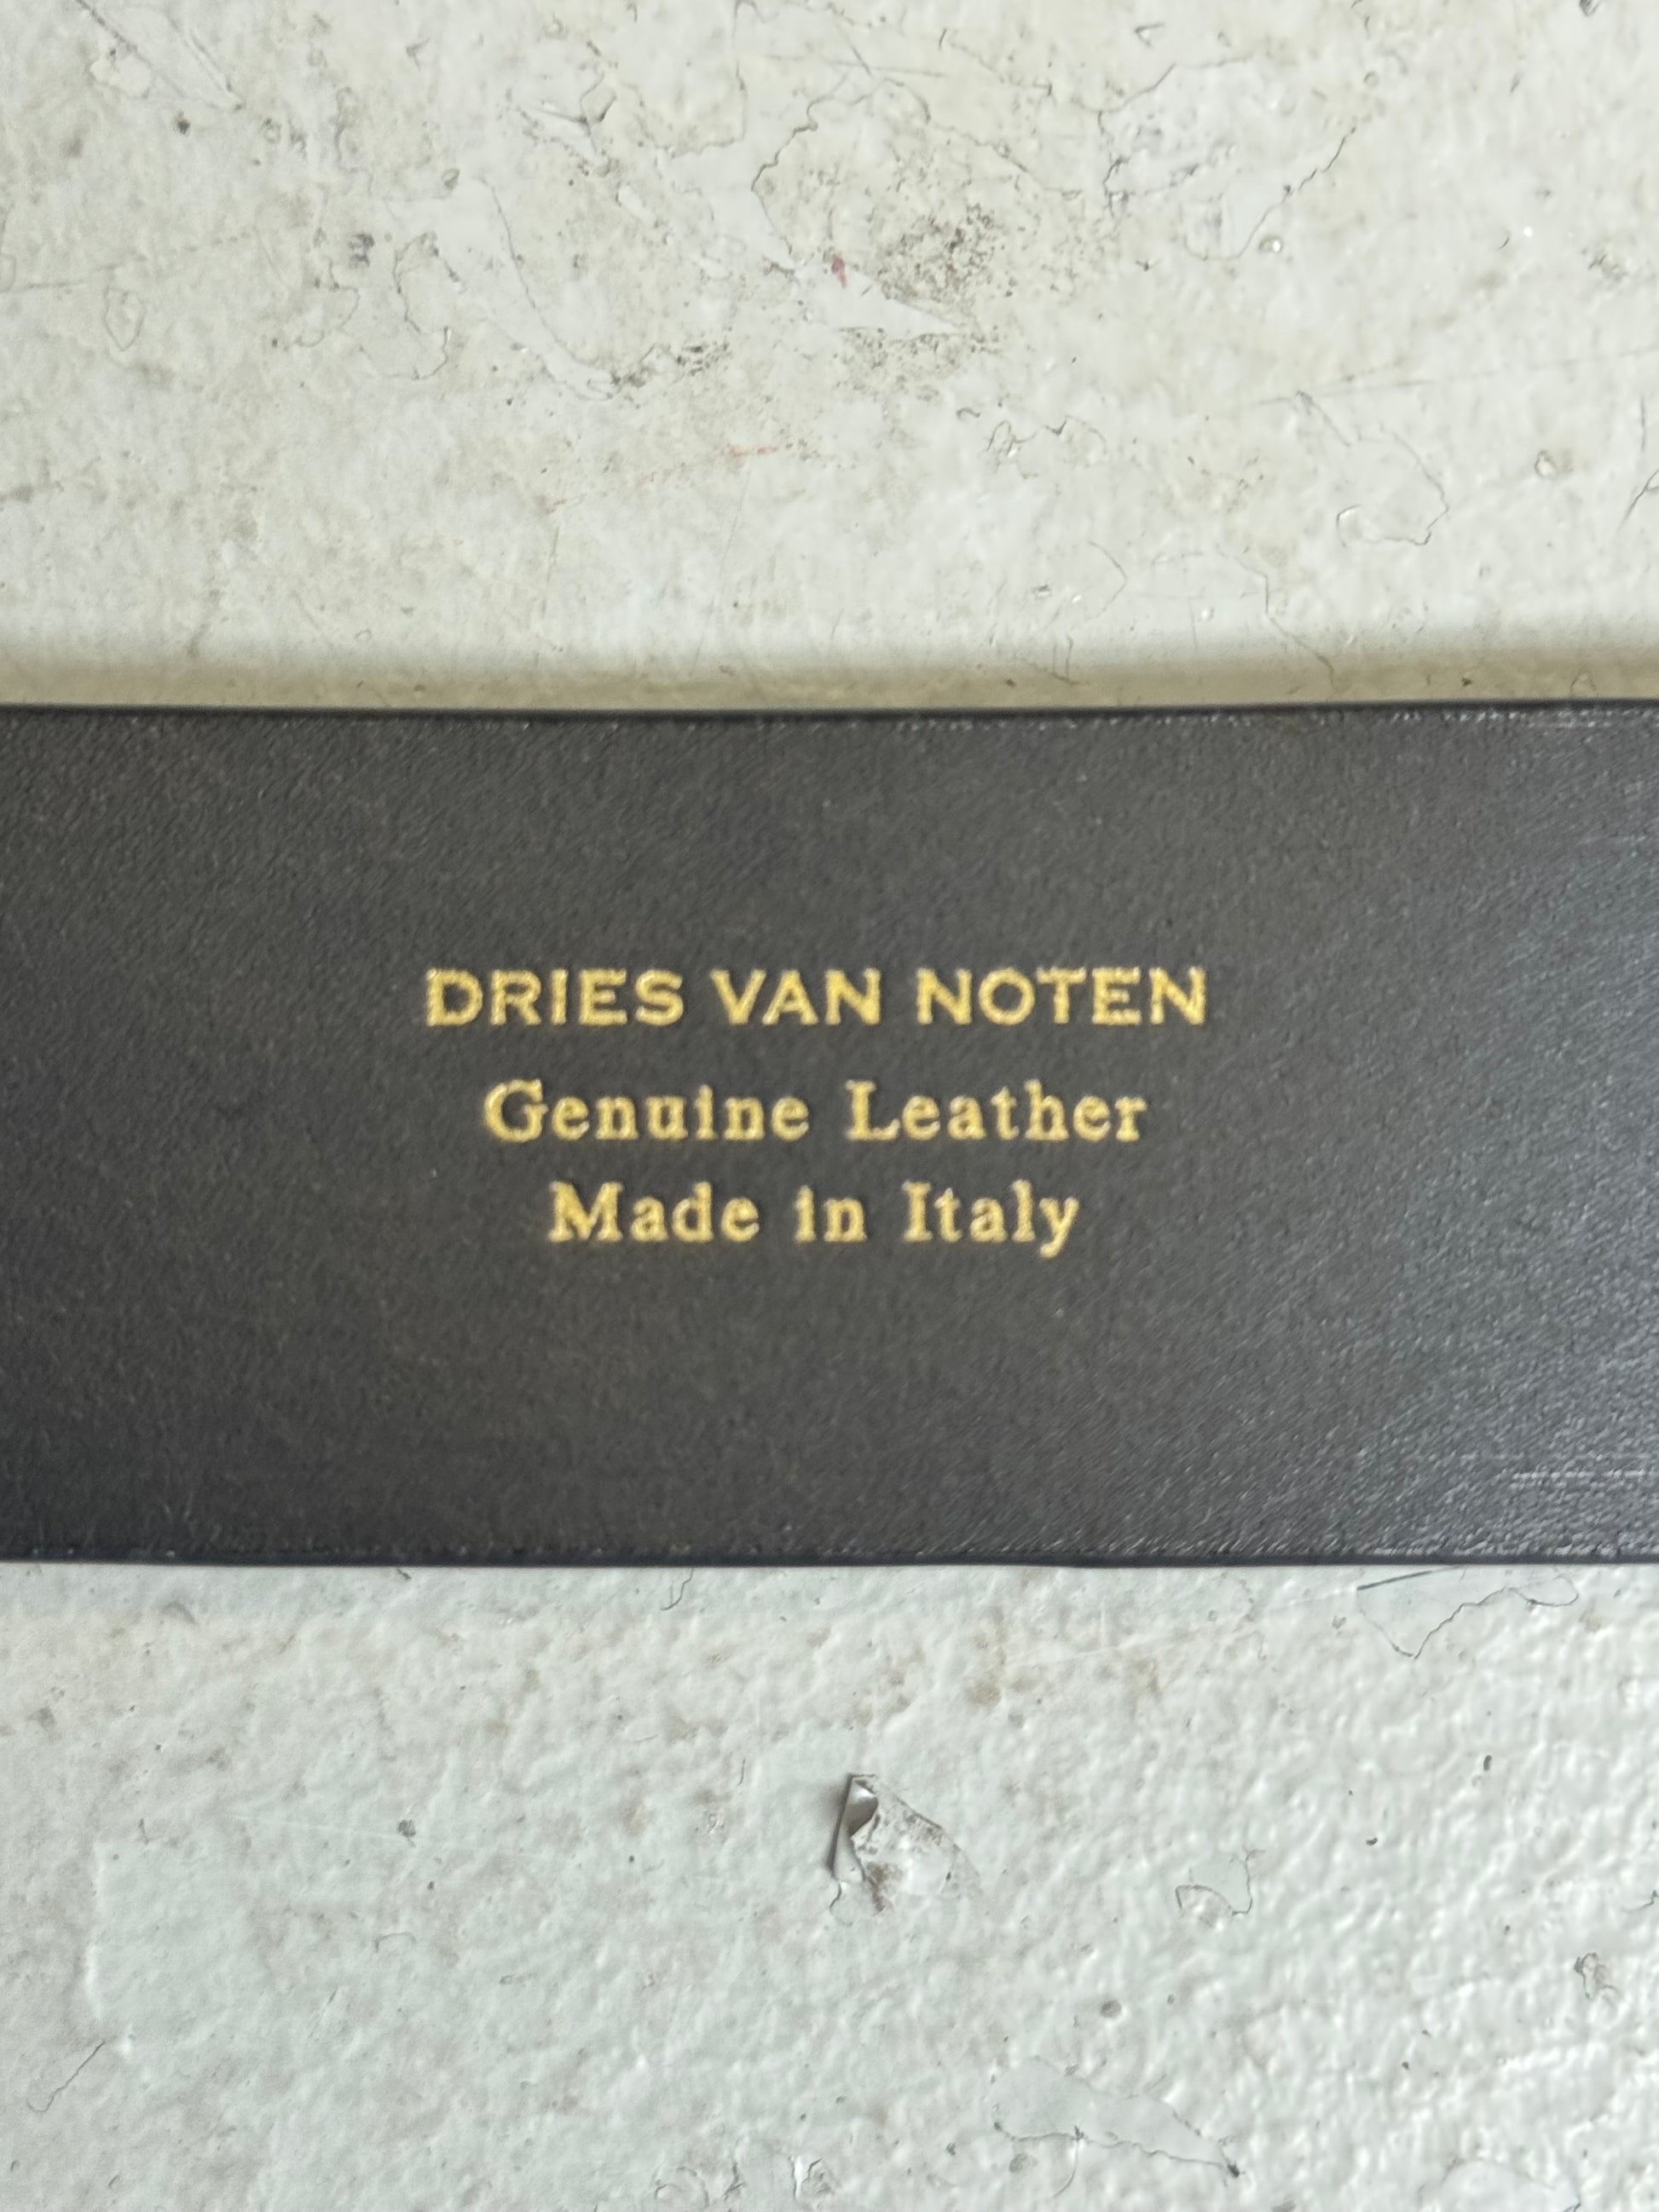 DRIES VAN NOTEN
Genuine Leather
Made in Italy